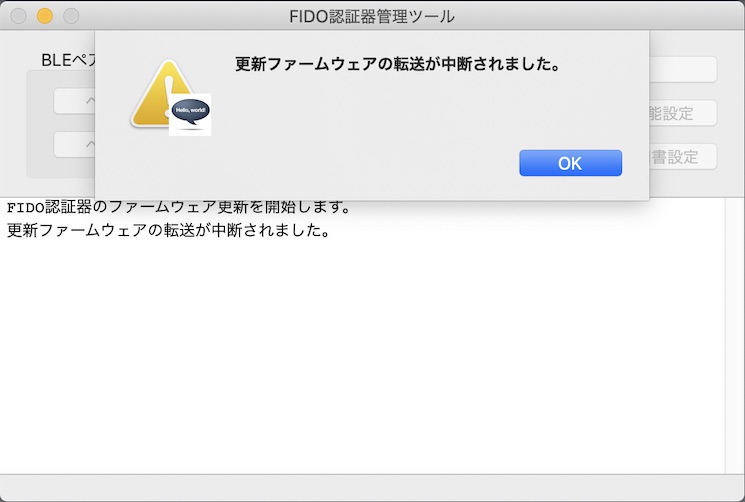 FIDO認証器管理ツール
BLEペア
更新ファームウェアの転送が中断されました。
Hello, world!
ペ
能設定
ペ
書設定
OK
FIDO認証器のファームウェア更新を開始します。
更新ファームウェアの転送が中断されました。